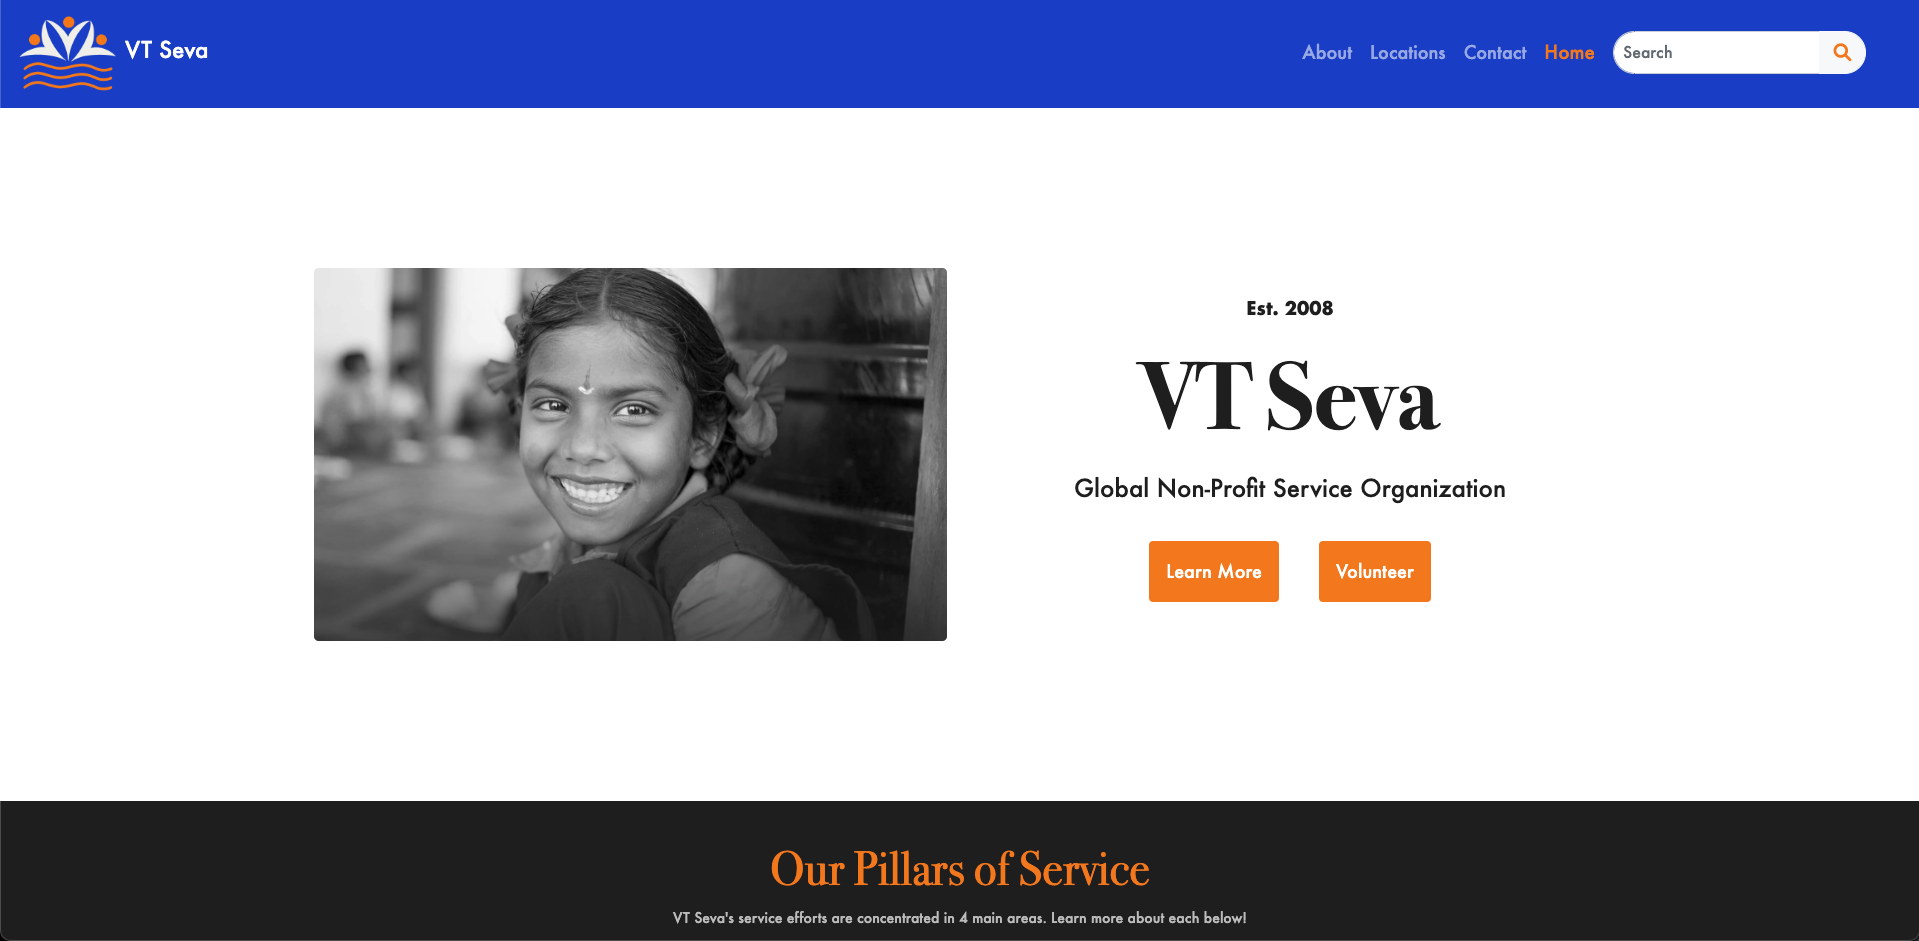 VT Seva
About Locations Contact Home Search
Est. 2008
VT Seva
Global Non-Profit Service Organization
Learn More Volunteer
Our Pillars of Service
VT Seva's service efforts are concentrated in 4 main areas. Learn more about each below!